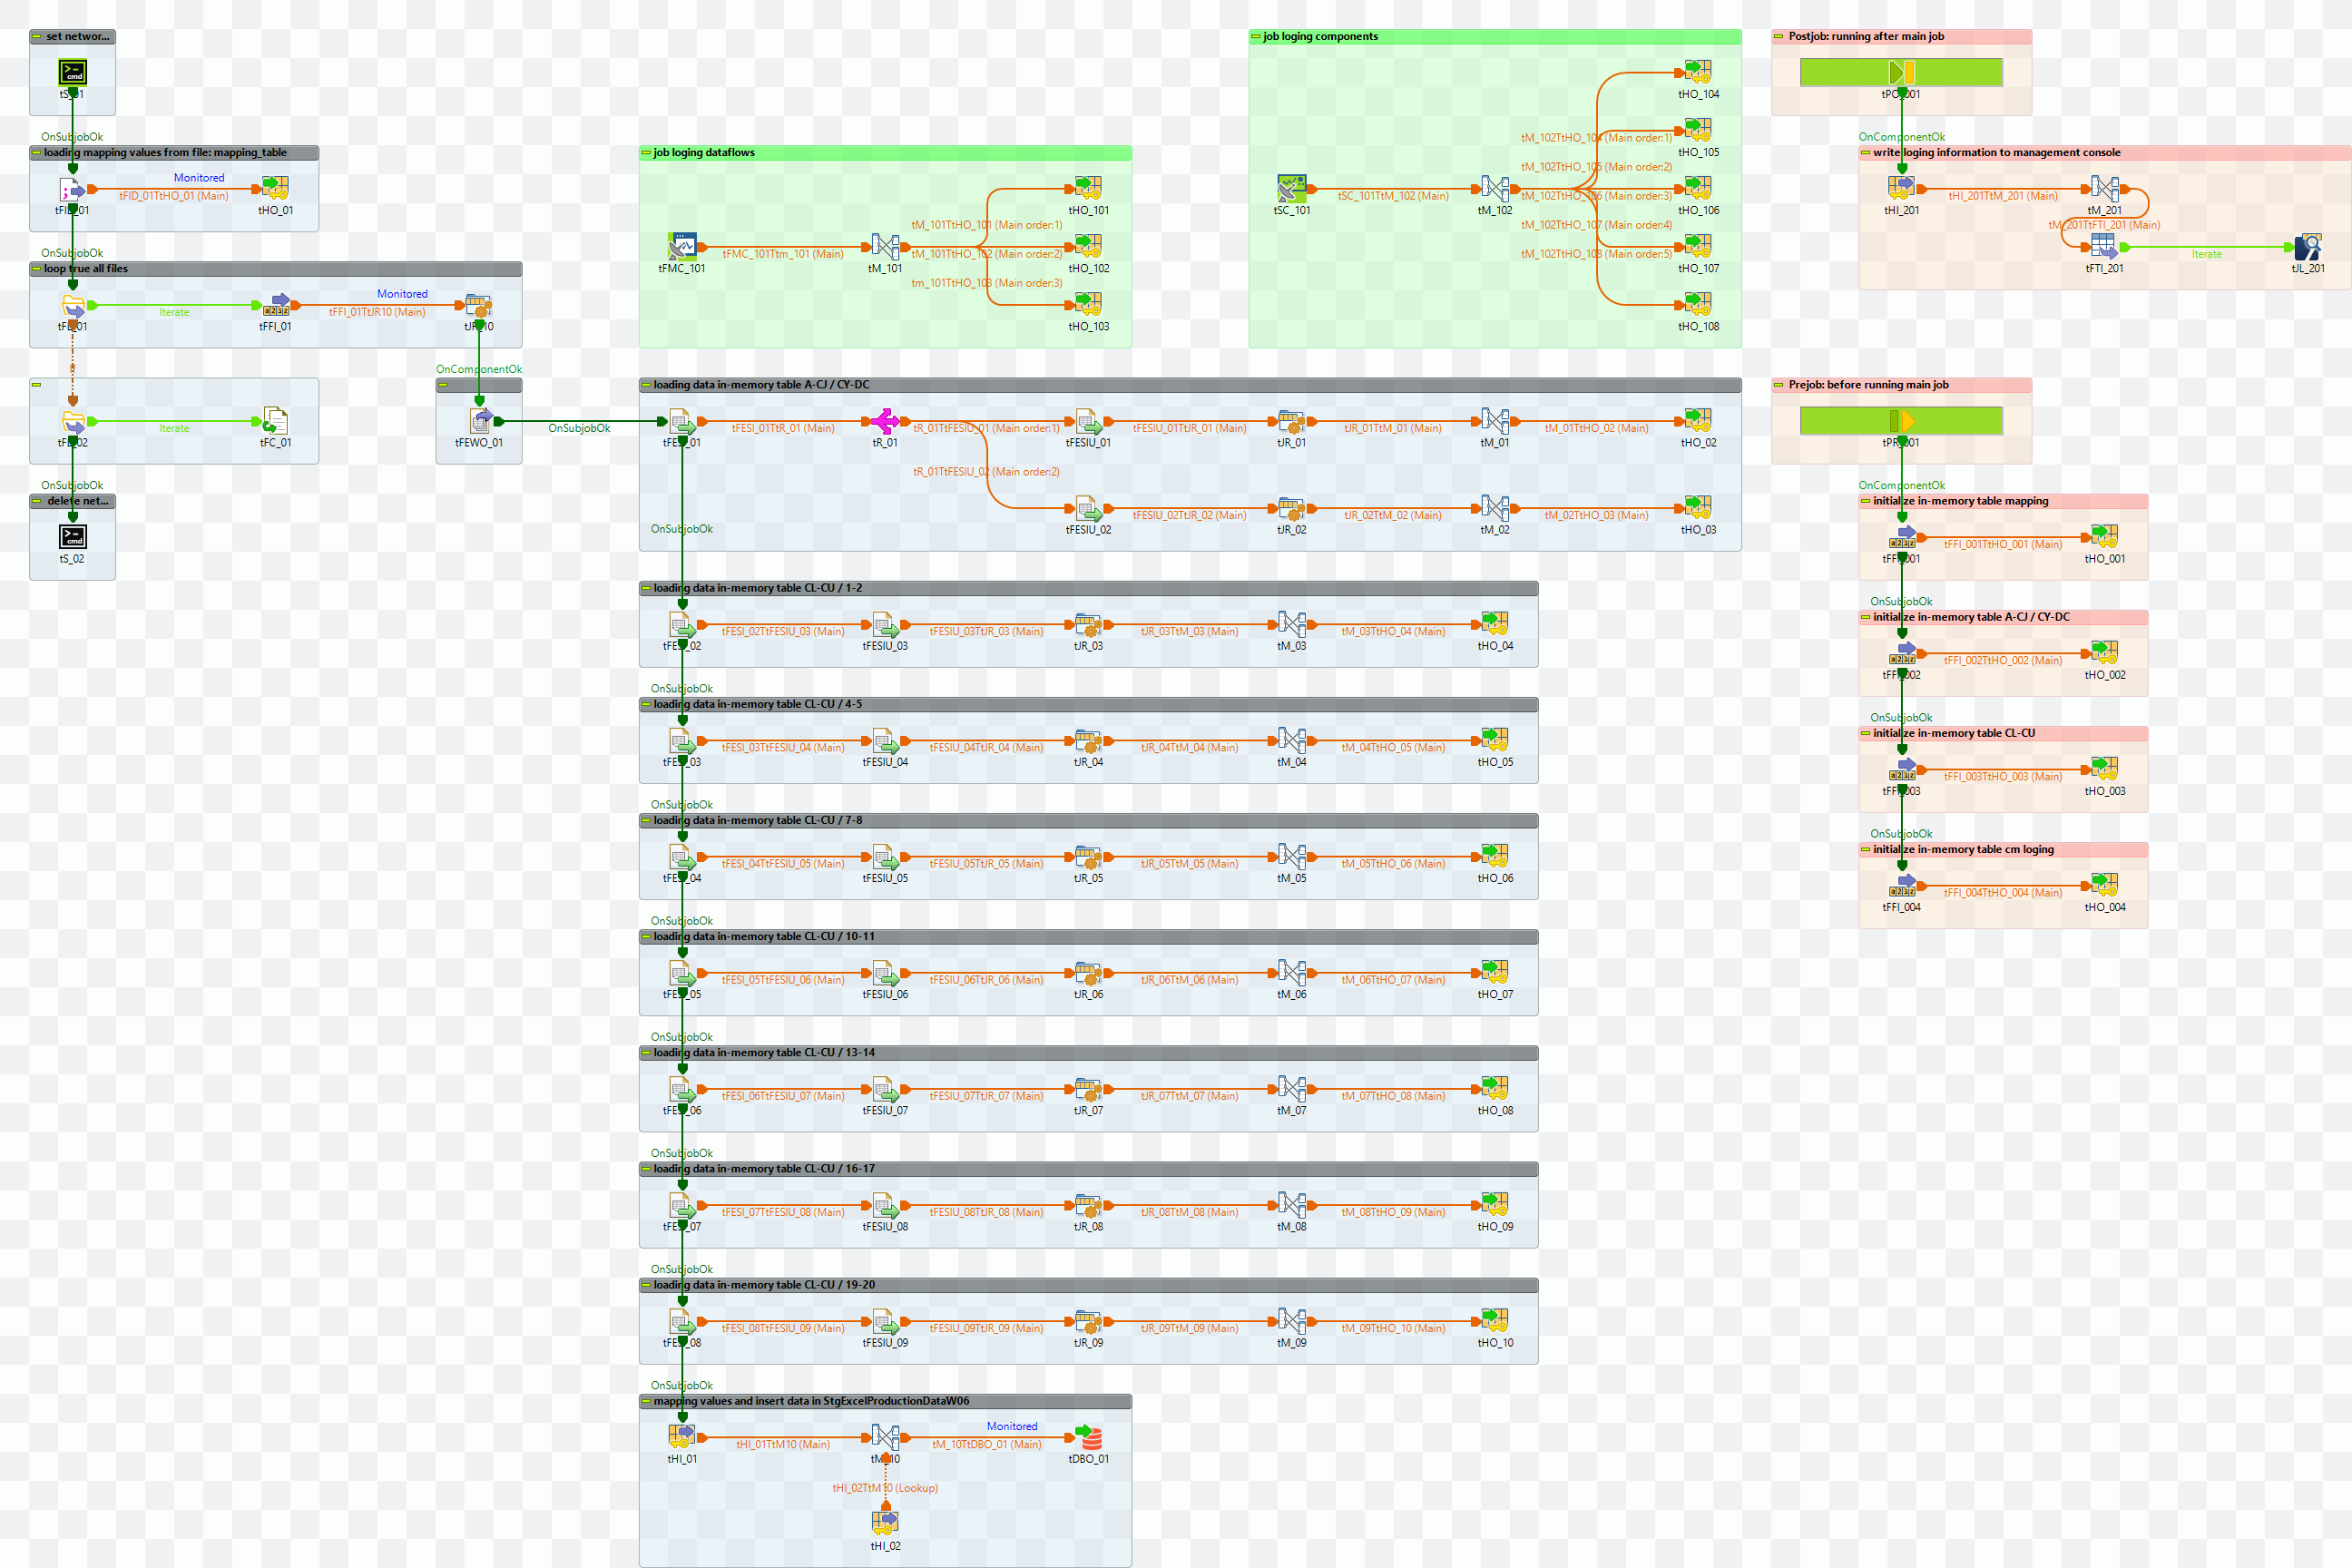 set networ...
cmd
tS_01
OnSubjobOk
loading mapping values from file: mapping_table
Monitored
tFID_01TtHO_01 (Main)
tFID_01
tHO_01
OnSubjobOk
loop true all files
Monitored
Iterate
tFFI_01TtJR10 (Main)
tFL_01
tFFI_01
tJR_10
OnComponentOk
if
Iterate
tFL_02
tFC_01
tFEWO_01
OnSubjobOk
OnSubjobOk
delete net...
cmd
tS_02
job loging dataflows
tFMC_101
tFMC_101Ttm_101 (Main)
tM_101
tM_101TtHO_101 (Main order:1)
tM_101TtHO_102 (Main order:2)
tm_101TtHO_103 (Main order:3)
tHO_101
tHO_102
tHO_103
job loging components
tSC_101
tSC_101TtM_102 (Main)
tM_102
tM_102TtHO_104 (Main order:1)
tM_102TtHO_105 (Main order:2)
tM_102TtHO_106 (Main order:3)
tM_102TtHO_107 (Main order:4)
tM_102TtHO_108 (Main order:5)
tHO_104
tHO_105
tHO_106
tHO_107
tHO_108
Postjob: running after main job
tPO_001
OnComponentOk
write loging information to management console
tHI_201
tHI_201TtM_201 (Main)
tM_201
tM_201TtFTI_201 (Main)
tFTI_201
Iterate
tJL_201
loading data in-memory table A-CJ / CY-DC
tFESI_01
tFESI_01TtR_01 (Main)
tR_01
tR_01TtFESIU_01 (Main order:1)
tFESIU_01
tFESIU_01TtJR_01 (Main)
tJR_01
tJR_01TtM_01 (Main)
tM_01
tM_01TtHO_02 (Main)
tHO_02
tR_01TtFESIU_02 (Main order:2)
tFESIU_02
tFESIU_02TtJR_02 (Main)
tJR_02
tJR_02TtM_02 (Main)
tM_02
tM_02TtHO_03 (Main)
tHO_03
OnSubjobOk
loading data in-memory table CL-CU / 1-2
tFESI_02
tFESI_02TtFESIU_03 (Main)
tFESIU_03
tFESIU_03TtJR_03 (Main)
tJR_03
tJR_03TtM_03 (Main)
tM_03
tM_03TtHO_04 (Main)
tHO_04
OnSubjobOk
loading data in-memory table CL-CU / 4-5
tFESI_03
tFESI_03TtFESIU_04 (Main)
tFESIU_04
tFESIU_04TtJR_04 (Main)
tJR_04
tJR_04TtM_04 (Main)
tM_04
tM_04TtHO_05 (Main)
tHO_05
OnSubjobOk
loading data in-memory table CL-CU / 7-8
tFESI_04
tFESI_04TtFESIU_05 (Main)
tFESIU_05
tFESIU_05TtJR_05 (Main)
tJR_05
tJR_05TtM_05 (Main)
tM_05
tM_05TtHO_06 (Main)
tHO_06
OnSubjobOk
loading data in-memory table CL-CU / 10-11
tFESI_05
tFESI_05TtFESIU_06 (Main)
tFESIU_06
tFESIU_06TtJR_06 (Main)
tJR_06
tJR_06TtM_06 (Main)
tM_06
tM_06TtHO_07 (Main)
tHO_07
OnSubjobOk
loading data in-memory table CL-CU / 13-14
tFESI_06
tFESI_06TtFESIU_07 (Main)
tFESIU_07
tFESIU_07TtJR_07 (Main)
tJR_07
tJR_07TtM_07 (Main)
tM_07
tM_07TtHO_08 (Main)
tHO_08
OnSubjobOk
loading data in-memory table CL-CU / 16-17
tFESI_07
tFESI_07TtFESIU_08 (Main)
tFESIU_08
tFESIU_08TtJR_08 (Main)
tJR_08
tJR_08TtM_08 (Main)
tM_08
tM_08TtHO_09 (Main)
tHO_09
OnSubjobOk
loading data in-memory table CL-CU / 19-20
tFESI_08
tFESI_08TtFESIU_09 (Main)
tFESIU_09
tFESIU_09TtJR_09 (Main)
tJR_09
tJR_09TtM_09 (Main)
tM_09
tM_09TtHO_10 (Main)
tHO_10
OnSubjobOk
mapping values and insert data in StgExcelProductionDataW06
tHI_01
tHI_01TtM10 (Main)
tM_10
Monitored
tM_10TtDBO_01 (Main)
tDBO_01
tHI_02TtM10 (Lookup)
tHI_02
Prejob: before running main job
tPR_001
OnComponentOk
initialize in-memory table mapping
tFFI_001
tFFI_001TtHO_001 (Main)
tHO_001
OnSubjobOk
initialize in-memory table A-CJ / CY-DC
tFFI_002
tFFI_002TtHO_002 (Main)
tHO_002
OnSubjobOk
initialize in-memory table CL-CU
tFFI_003
tFFI_003TtHO_003 (Main)
tHO_003
OnSubjobOk
initialize in-memory table cm loging
tFFI_004
tFFI_004TtHO_004 (Main)
tHO_004